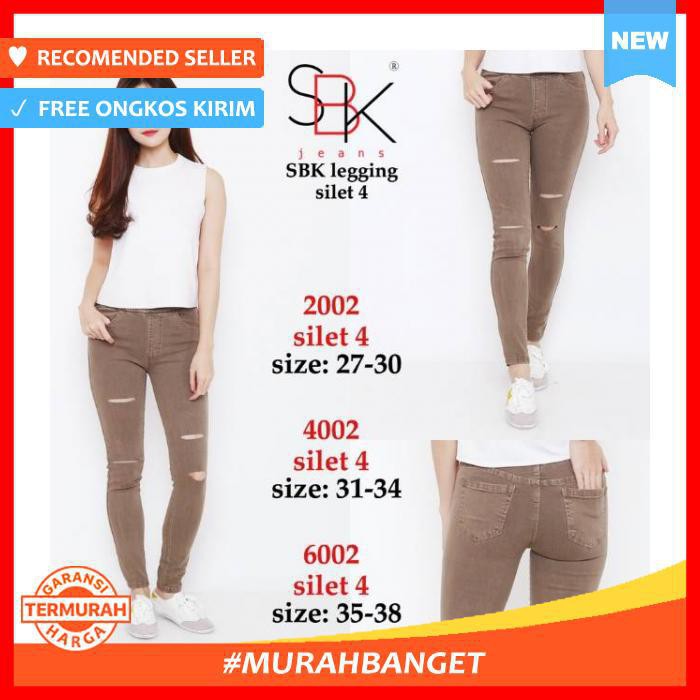 RECOMENDED SELLER
FREE ONGKOS KIRIM
NEW
SBK
®
jeans
SBK legging
silet 4
2002
silet 4
size: 27-30
4002
silet 4
size: 31-34
6002
silet 4
size: 35-38
GARANSI
TERMURAH
HARGA
#MURAHBANGET